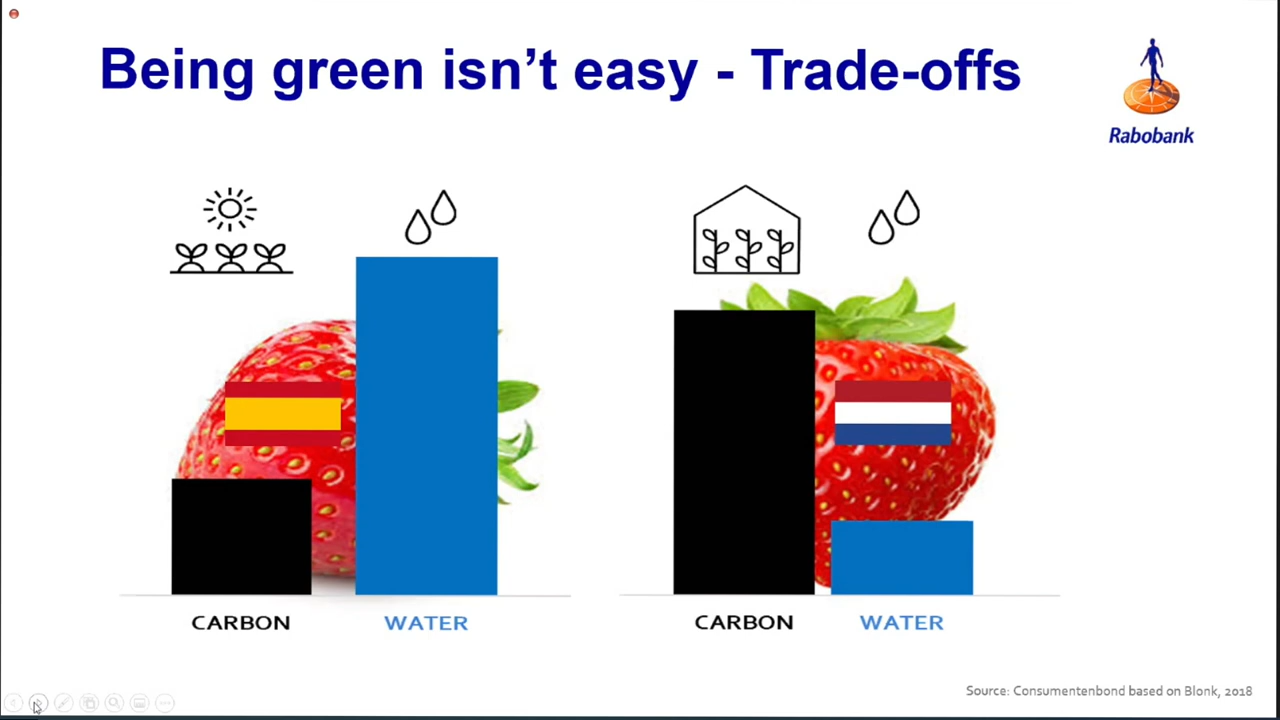 Being green isn’t easy - Trade-offs
Rabobank
CARBON
WATER
CARBON
WATER
Source: Consumentenbond based on Blonk, 2018